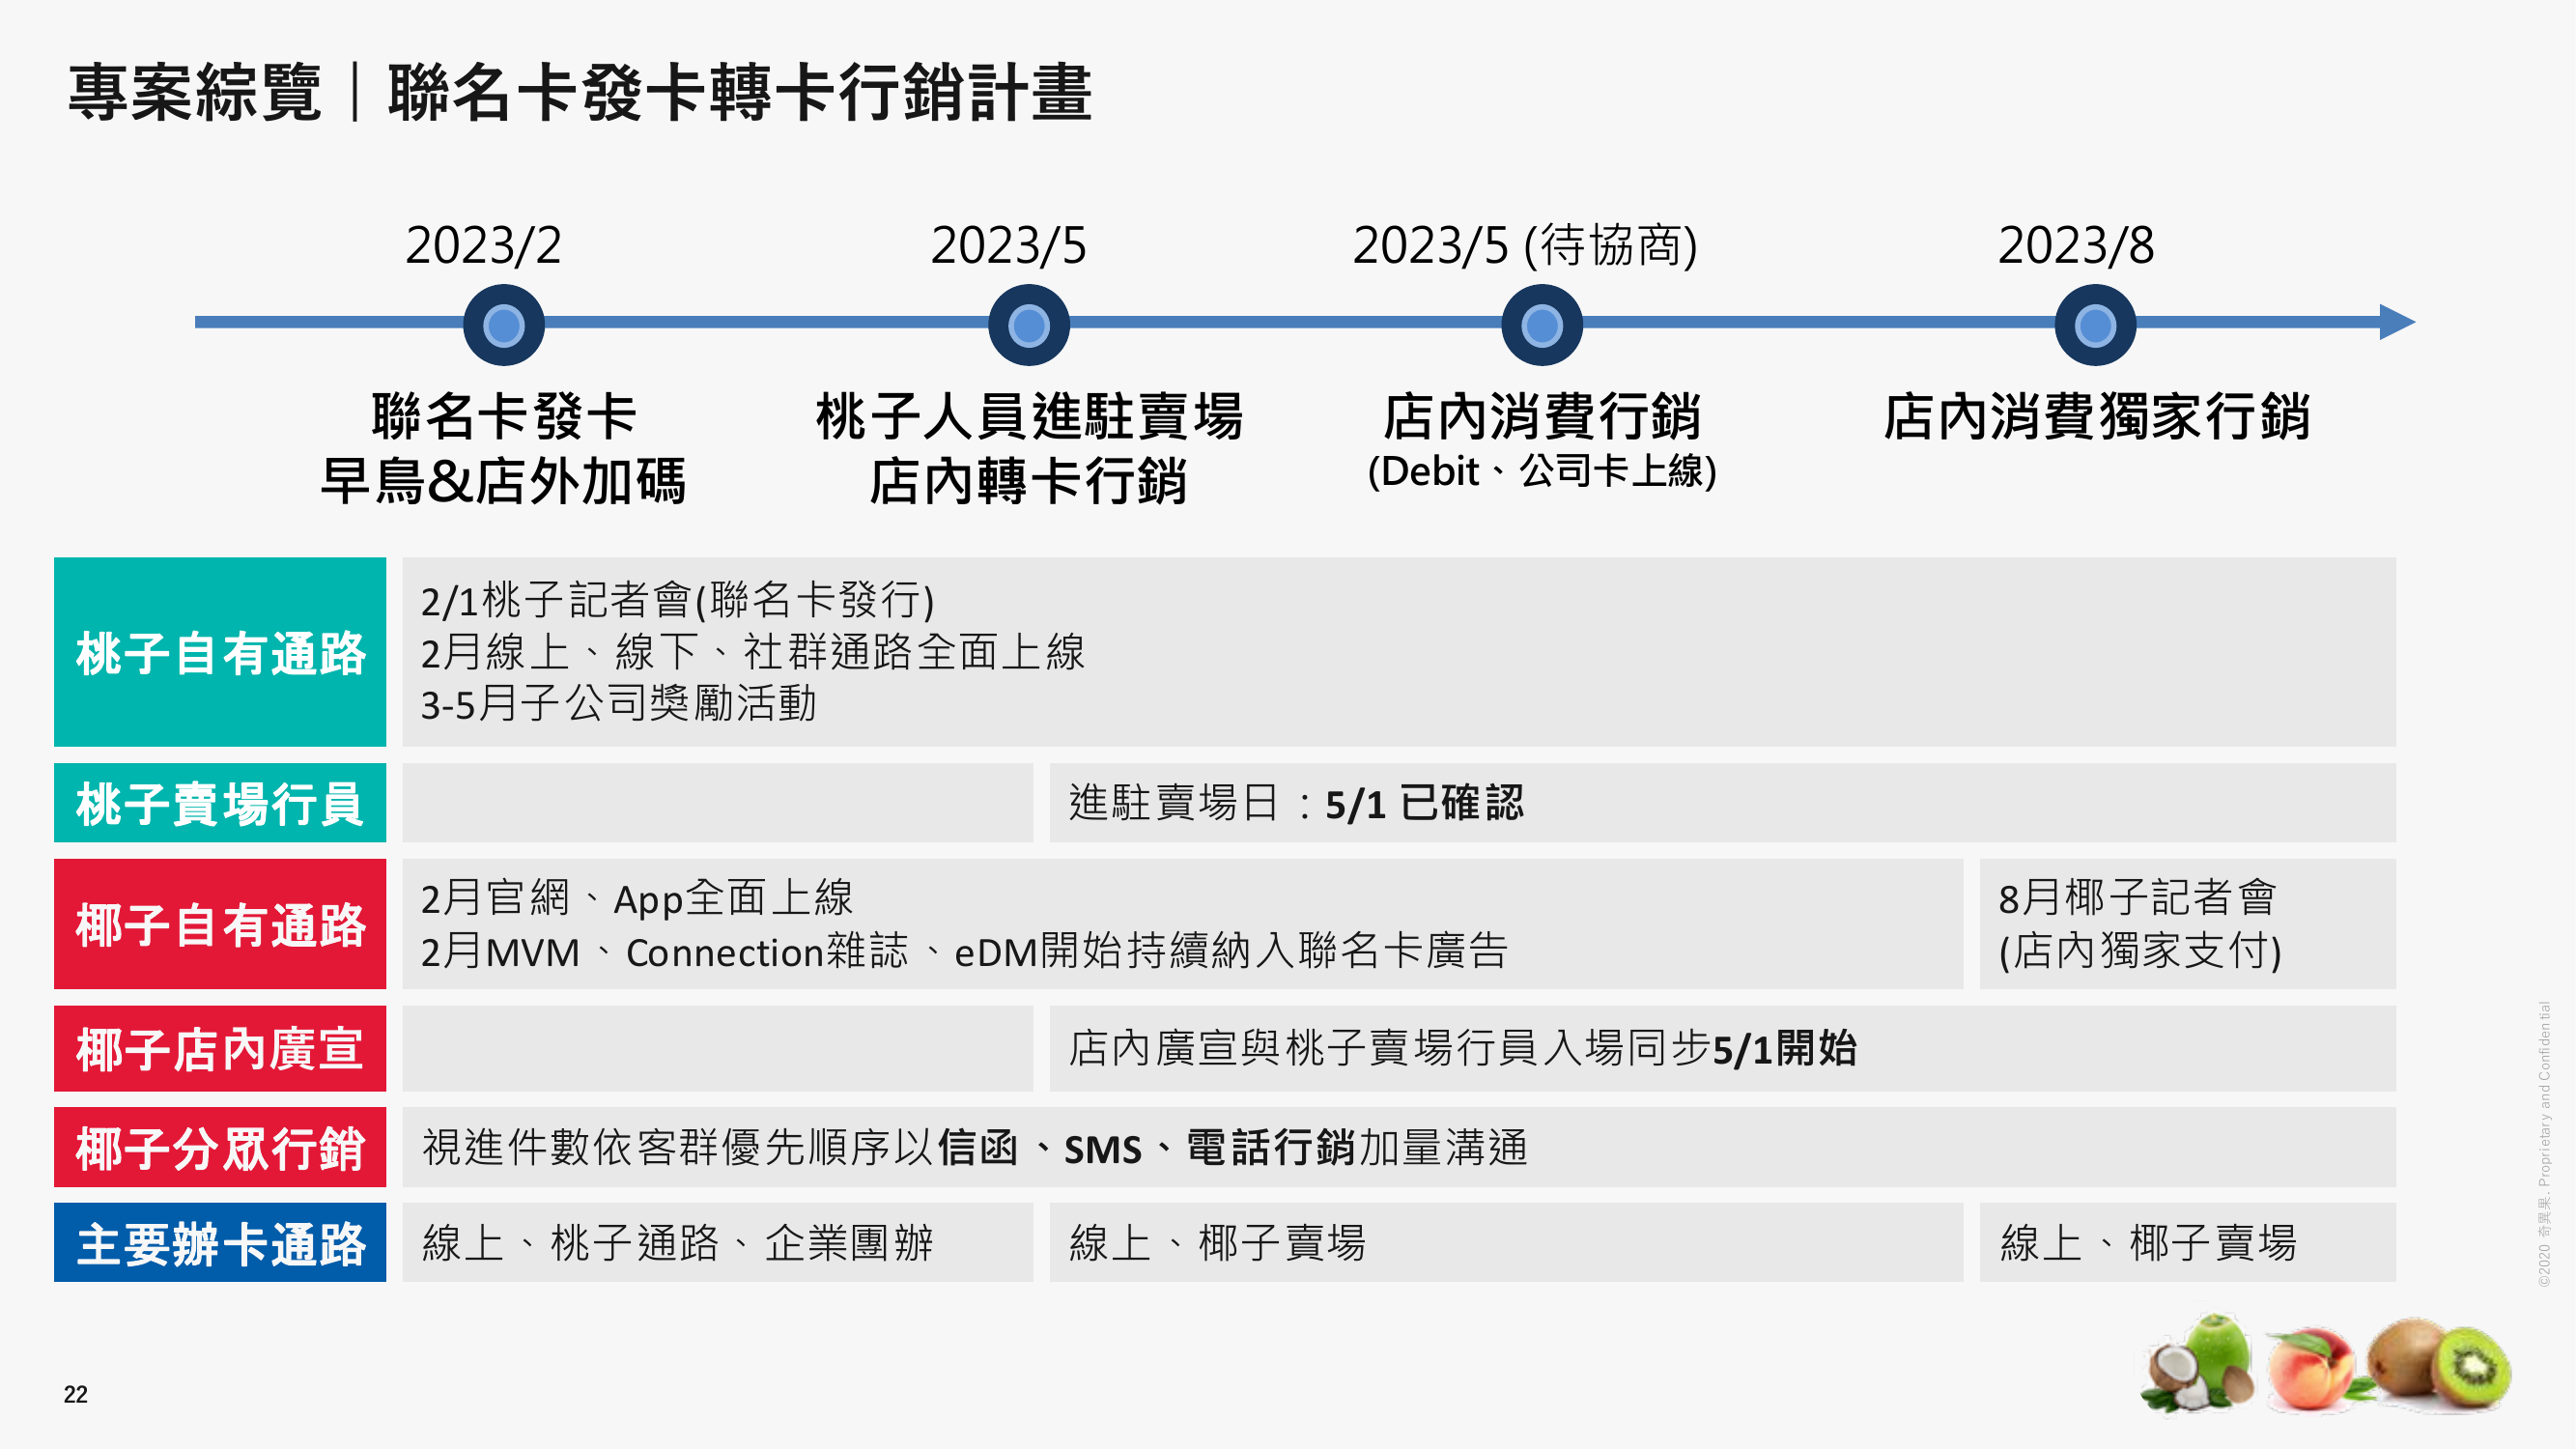 專案綜覽｜聯名卡發卡轉卡行銷計畫
2023/2
2023/5
2023/5 (待協商)
2023/8
聯名卡發卡
早鳥&店外加碼
桃子人員進駐賣場
店內轉卡行銷
店內消費行銷
(Debit、公司卡上線)
店內消費獨家行銷
桃子自有通路
2/1桃子記者會(聯名卡發行)
2月線上、線下、社群通路全面上線
3-5月子公司獎勵活動
桃子賣場行員
進駐賣場日：5/1 已確認
椰子自有通路
2月官網、App全面上線
2月MVM、Connection雜誌、eDM開始持續納入聯名卡廣告
8月椰子記者會
(店內獨家支付)
椰子店內廣宣
店內廣宣與桃子賣場行員入場同步5/1開始
椰子分眾行銷
視進件數依客群優先順序以信函、SMS、電話行銷加量溝通
主要辦卡通路
線上、桃子通路、企業團辦
線上、椰子賣場
線上、椰子賣場
©2020 奇異果. Proprietary and Confidential
22